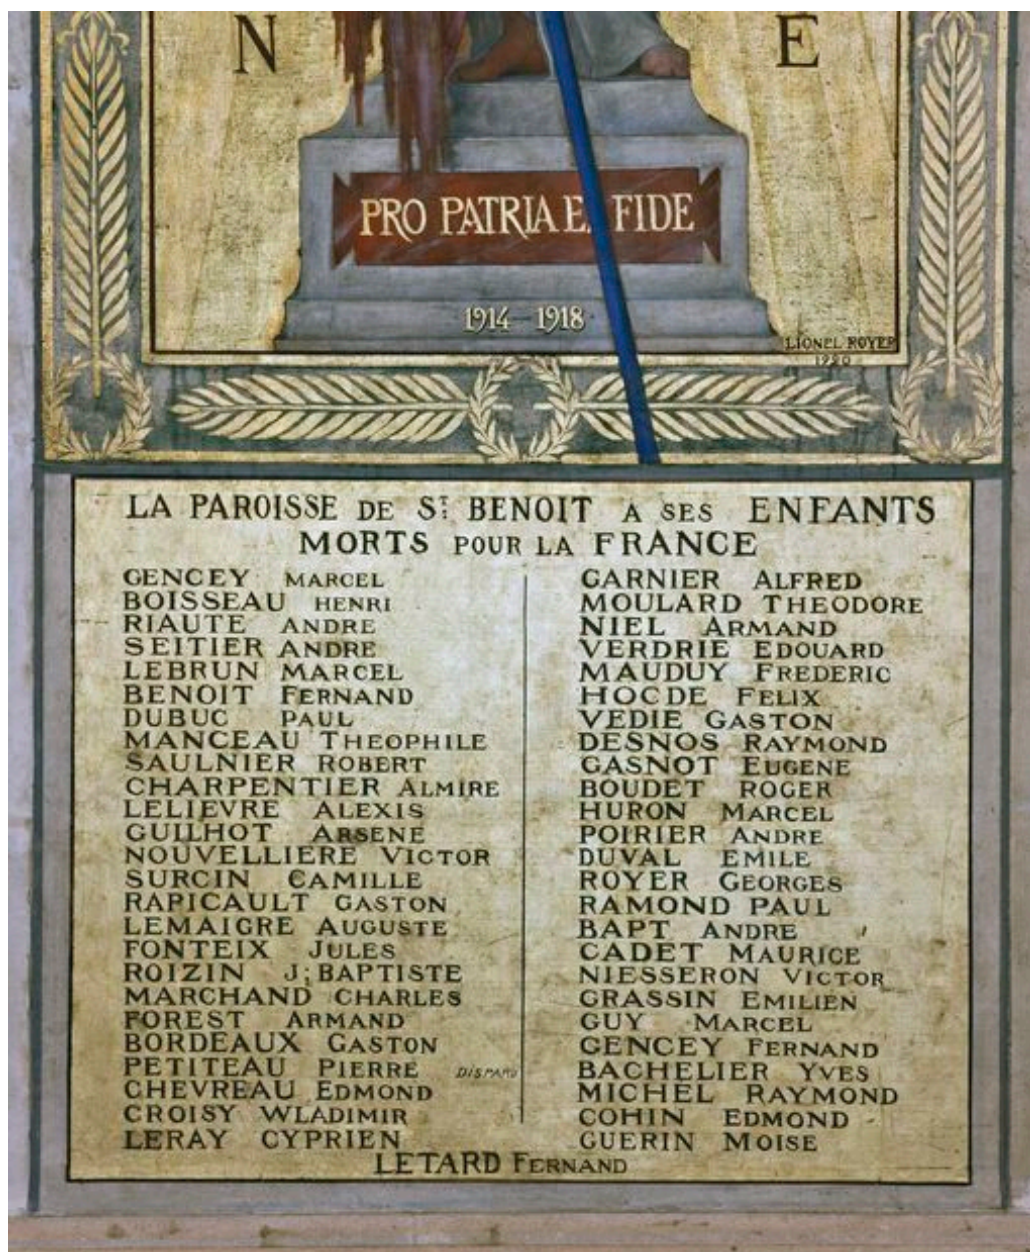 N E
PRO PATRIA ET FIDE
1914 1918
LIONEL ROYER
1920
LA PAROISSE DE ST BENOIT A SES ENFANTS
MORTS POUR LA FRANCE
GENCEY MARCEL
BOISSEAU HENRI
RIAUTE ANDRE
SEITIER ANDRE
LEBRUN MARCEL
BENOIT FERNAND
DUBUC PAUL
MANCEAU THEOPHILE
SAULNIER ROBERT
CHARPENTIER ALMIRE
LELIEVRE ALEXIS
GUILHOT ARSENE
NOUVELLIERE VICTOR
SURCIN CAMILLE
RAPICAULT GASTON
LEMAIGRE AUGUSTE
FONTEIX JULES
ROIZIN J; BAPTISTE
MARCHAND CHARLES
FOREST ARMAND
BORDEAUX GASTON
PETITEAU PIERRE DISPARU
CHEVREAU EDMOND
CROISY WLADIMIR
LERAY CYPRIEN
GARNIER ALFRED
MOULARD THEODORE
NIEL ARMAND
VERDRIE EDOUARD
MAUDUY FREDERIC
HOCDE FELIX
VEDIE GASTON
DESNOS RAYMOND
GASNOT EUGENE
BOUDET ROGER
HURON MARCEL
POIRIER ANDRE
DUVAL EMILE
ROYER GEORGES
RAMOND PAUL
BAPT ANDRE
CADET MAURICE
NIESSERON VICTOR
GRASSIN EMILIEN
GUY MARCEL
GENCEY FERNAND
BACHELIER YVES
MICHEL RAYMOND
COHIN EDMOND
GUERIN MOISE
LETARD FERNAND